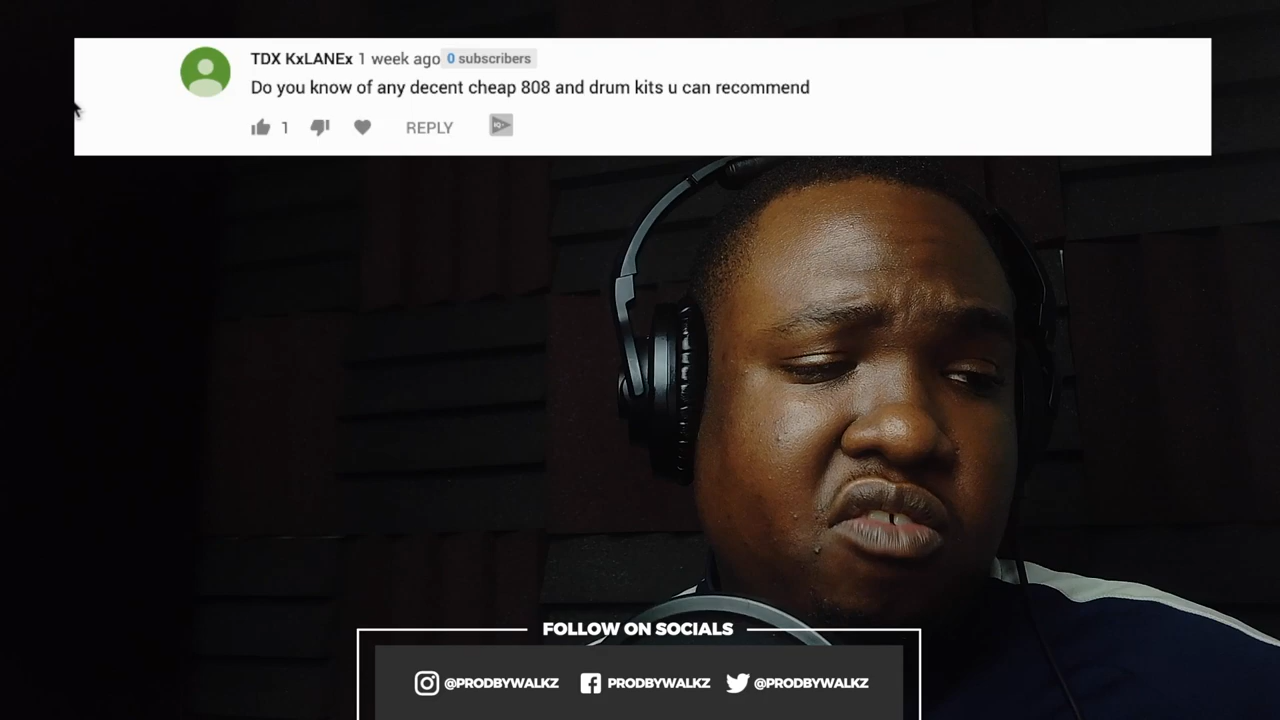 TDX KxLANEx 1 week ago 0 subscribers
Do you know of any decent cheap 808 and drum kits u can recommend
1 REPLY
FOLLOW ON SOCIALS
@PRODBYWALKZ PRODBYWALKZ @PRODBYWALKZ